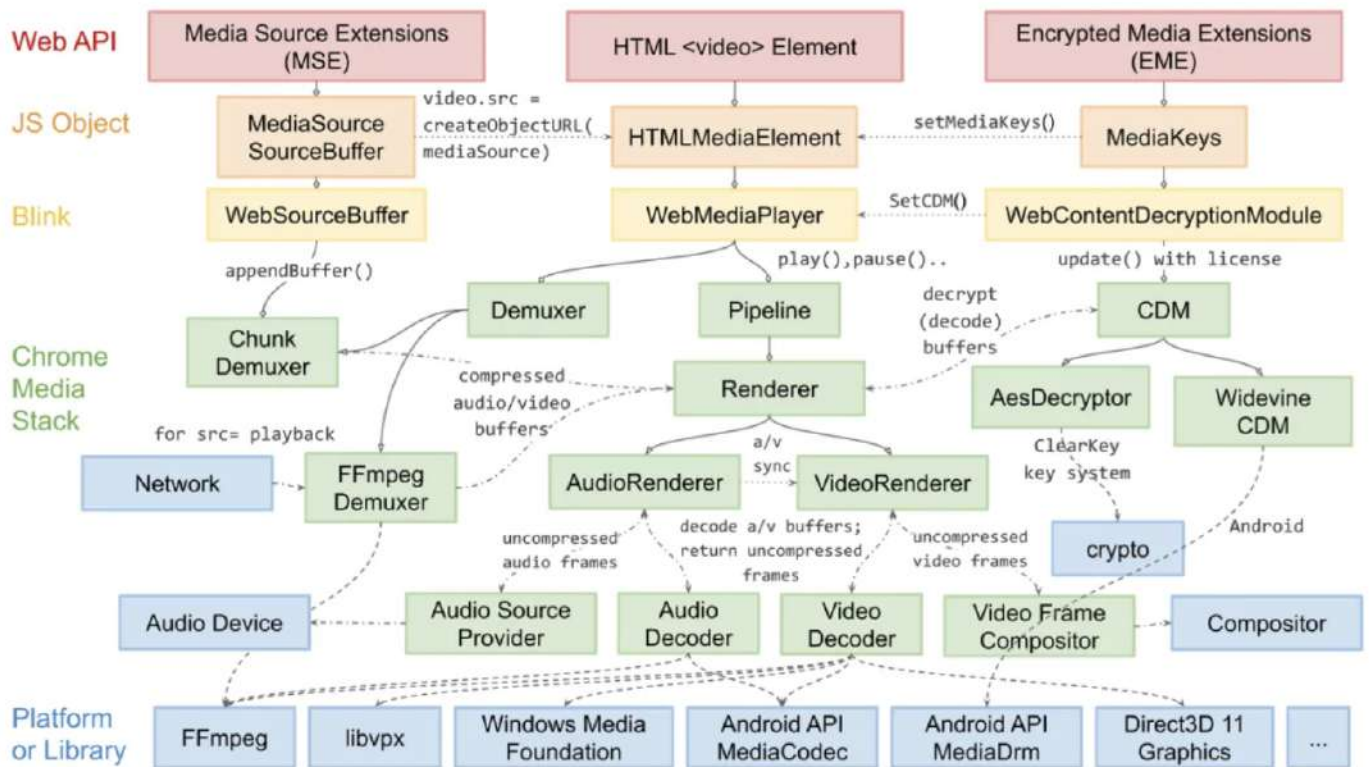 Web API
Media Source Extensions
(MSE)
HTML <video> Element
Encrypted Media Extensions
(EME)
JS Object
MediaSource
SourceBuffer
video.src =
createObjectURL(
mediaSource)
HTMLMediaElement
setMediaKeys()
MediaKeys
Blink
WebSourceBuffer
WebMediaPlayer
SetCDM()
WebContentDecryptionModule
appendBuffer()
play(),pause()..
update() with license
Chrome
Media
Stack
Chunk
Demuxer
Demuxer
Pipeline
decrypt
(decode)
buffers
CDM
compressed
audio/video
buffers
Renderer
AesDecryptor
Widevine
CDM
for src= playback
a/v
sync
ClearKey
key system
Network
FFmpeg
Demuxer
AudioRenderer
VideoRenderer
Android
uncompressed
audio frames
decode a/v buffers;
return uncompressed
frames
uncompressed
video frames
crypto
Audio Device
Audio Source
Provider
Audio
Decoder
Video
Decoder
Video Frame
Compositor
Compositor
Platform
or Library
FFmpeg
libvpx
Windows Media
Foundation
Android API
MediaCodec
Android API
MediaDrm
Direct3D 11
Graphics
...